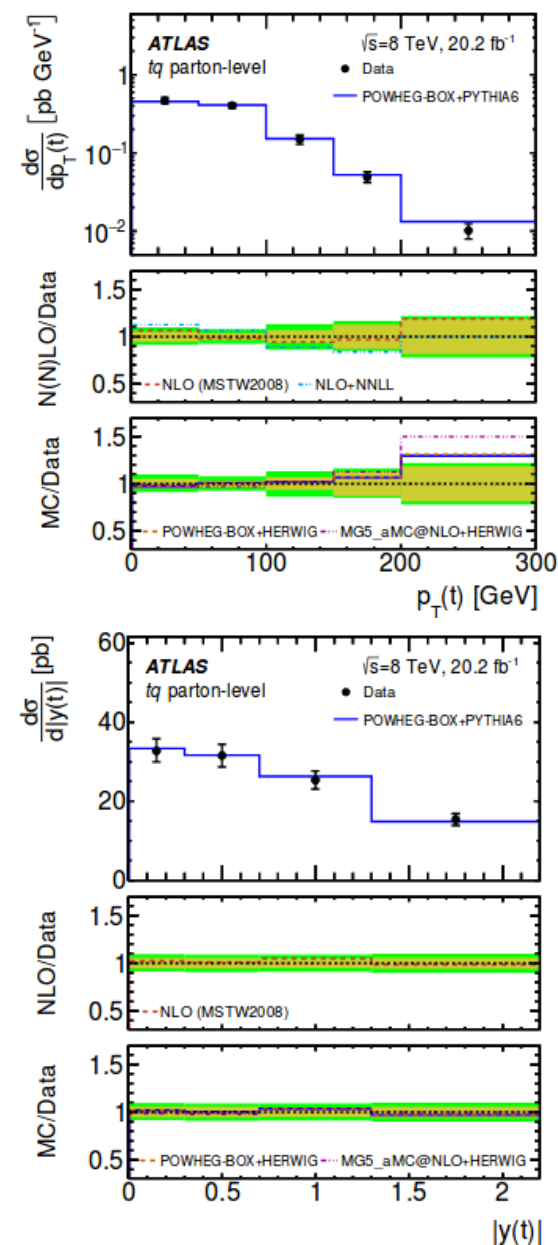 ATLAS √s=8 TeV, 20.2 fb⁻¹
tq parton-level
Data
POWHEG-BOX+PYTHIA6
dσ/dp_T(t) [pb GeV⁻¹]
1
10⁻¹
10⁻²
N(N)LO/Data
1.5
1
0.5
NLO (MSTW2008) NLO+NNLL
MC/Data
1.5
1
0.5
POWHEG-BOX+HERWIG MG5_aMC@NLO+HERWIG
0 100 200 300
p_T(t) [GeV]
ATLAS √s=8 TeV, 20.2 fb⁻¹
tq parton-level
Data
POWHEG-BOX+PYTHIA6
dσ/d|y(t)| [pb]
60
40
20
0
NLO/Data
1.5
1
0.5
NLO (MSTW2008)
MC/Data
1.5
1
0.5
POWHEG-BOX+HERWIG MG5_aMC@NLO+HERWIG
0 0.5 1 1.5 2
|y(t)|